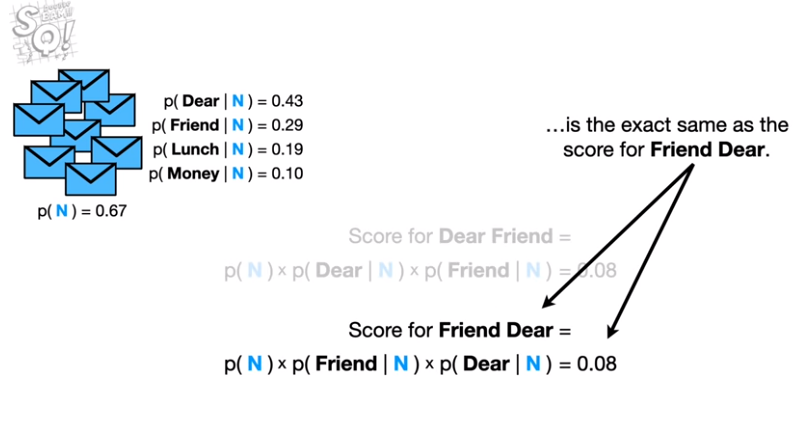 StatQuest!
p( Dear | N ) = 0.43
p( Friend | N ) = 0.29
p( Lunch | N ) = 0.19
p( Money | N ) = 0.10
p( N ) = 0.67
…is the exact same as the
score for Friend Dear.
Score for Dear Friend =
p( N ) × p( Dear | N ) × p( Friend | N ) = 0.08
Score for Friend Dear =
p( N ) × p( Friend | N ) × p( Dear | N ) = 0.08